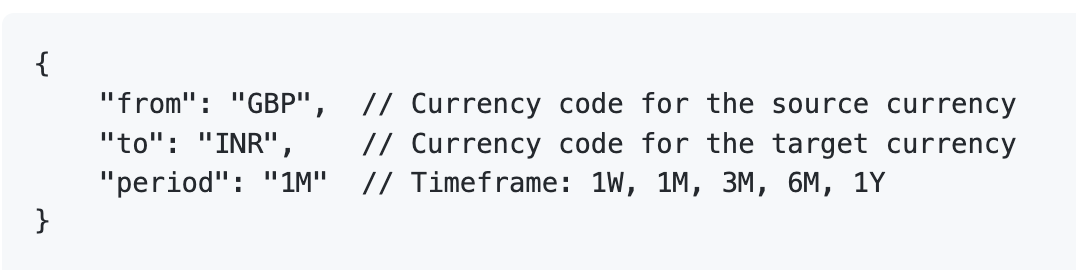 {
    "from": "GBP",  // Currency code for the source currency
    "to": "INR",    // Currency code for the target currency
    "period": "1M"  // Timeframe: 1W, 1M, 3M, 6M, 1Y
}